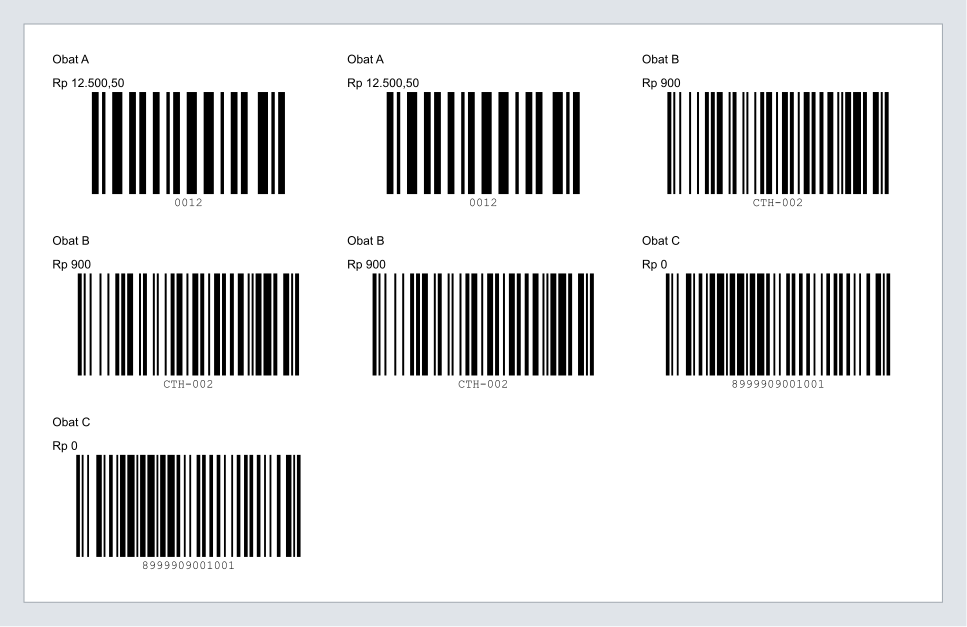 Obat A
Rp 12.500,50
0012
Obat A
Rp 12.500,50
0012
Obat B
Rp 900
CTH-002
Obat B
Rp 900
CTH-002
Obat B
Rp 900
CTH-002
Obat C
Rp 0
8999909001001
Obat C
Rp 0
8999909001001